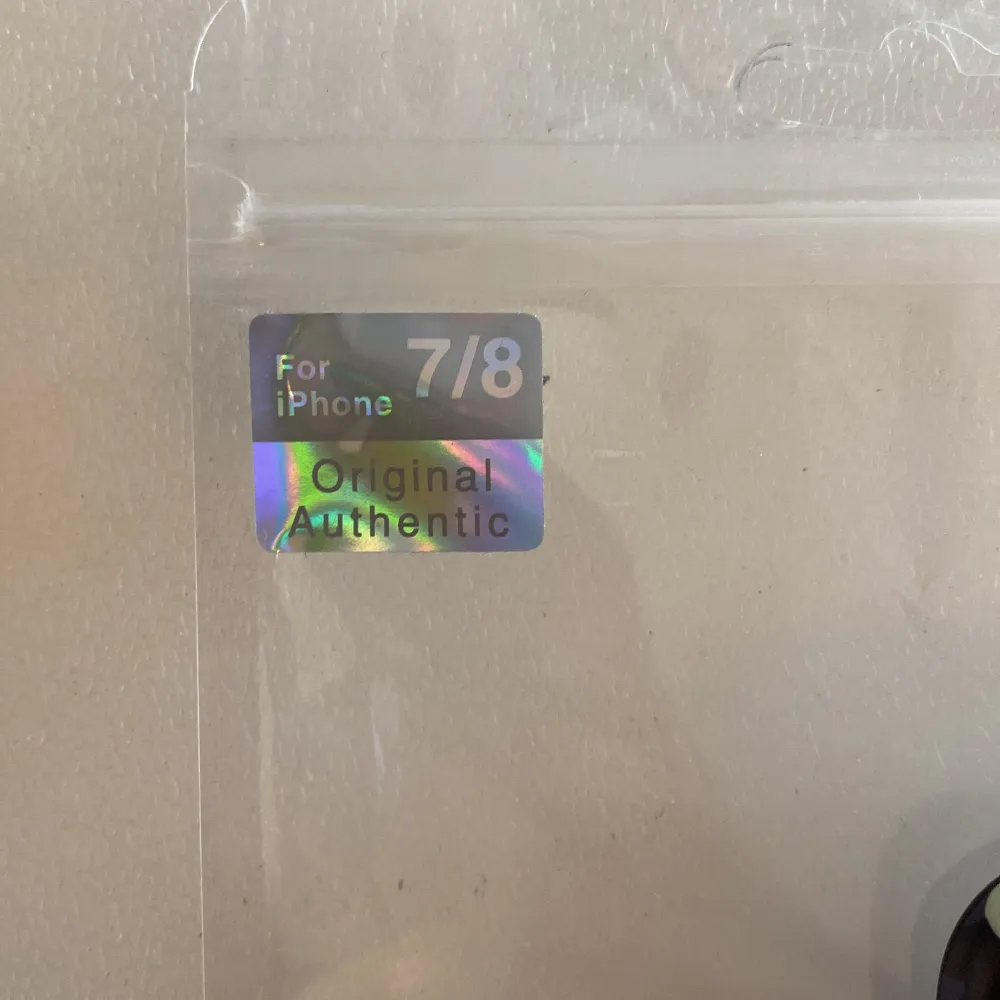 For 7/8
iPhone
Original
Authentic